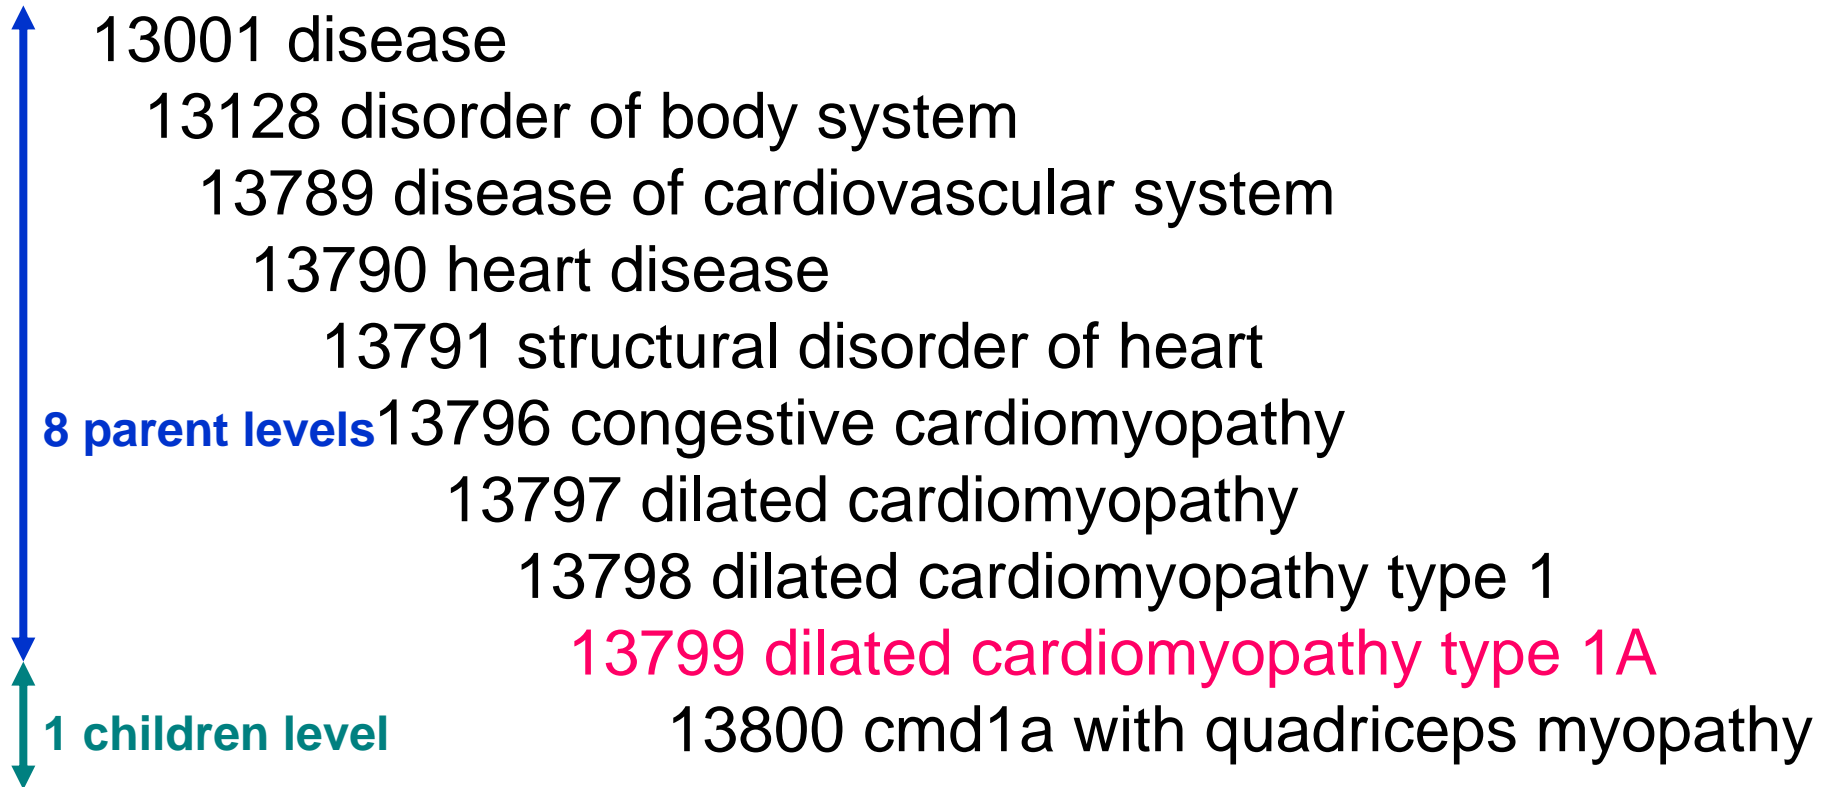 13001 disease
13128 disorder of body system
13789 disease of cardiovascular system
13790 heart disease
13791 structural disorder of heart
8 parent levels 13796 congestive cardiomyopathy
13797 dilated cardiomyopathy
13798 dilated cardiomyopathy type 1
13799 dilated cardiomyopathy type 1A
1 children level 13800 cmd1a with quadriceps myopathy